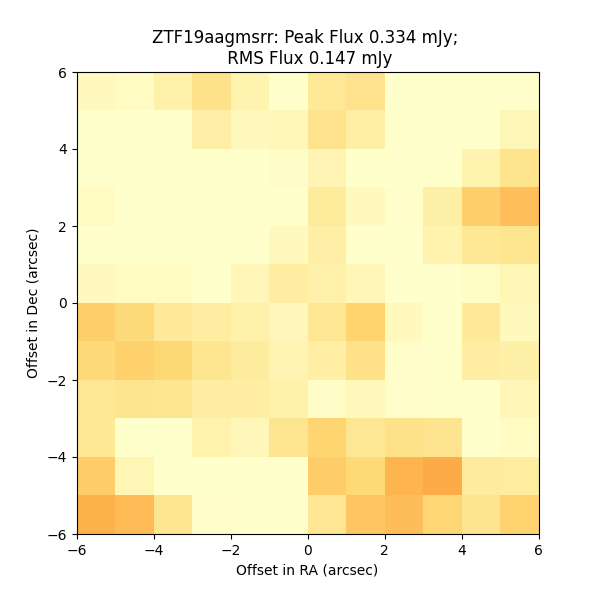 ZTF19aagmsrr: Peak Flux 0.334 mJy;
RMS Flux 0.147 mJy
6
4
2
0
−2
−4
−6
Offset in Dec (arcsec)
−6 −4 −2 0 2 4 6
Offset in RA (arcsec)